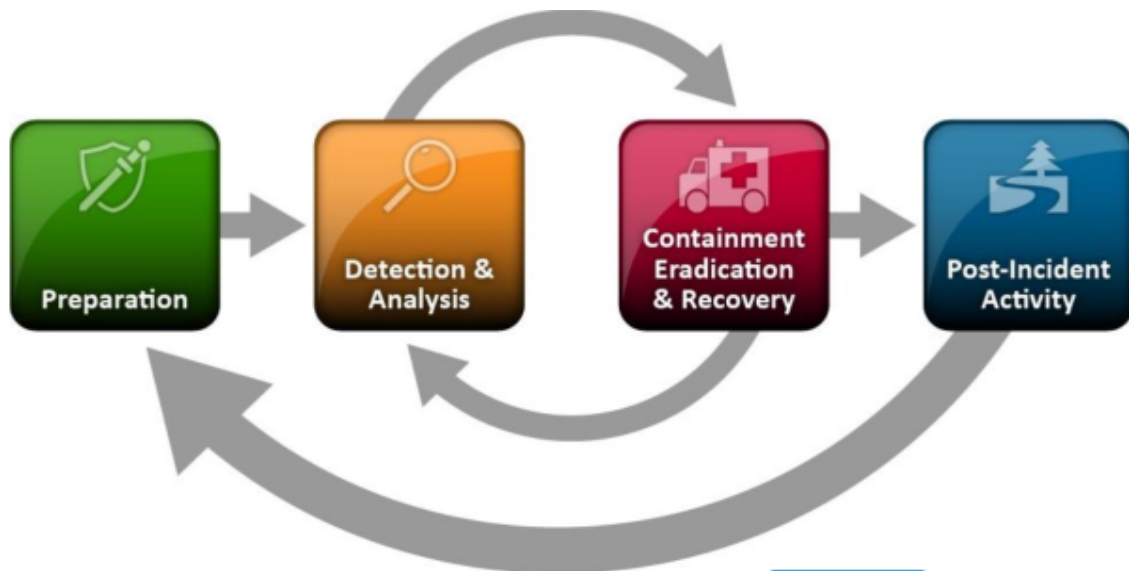 Preparation
Detection &
Analysis
Containment
Eradication
& Recovery
Post-Incident
Activity